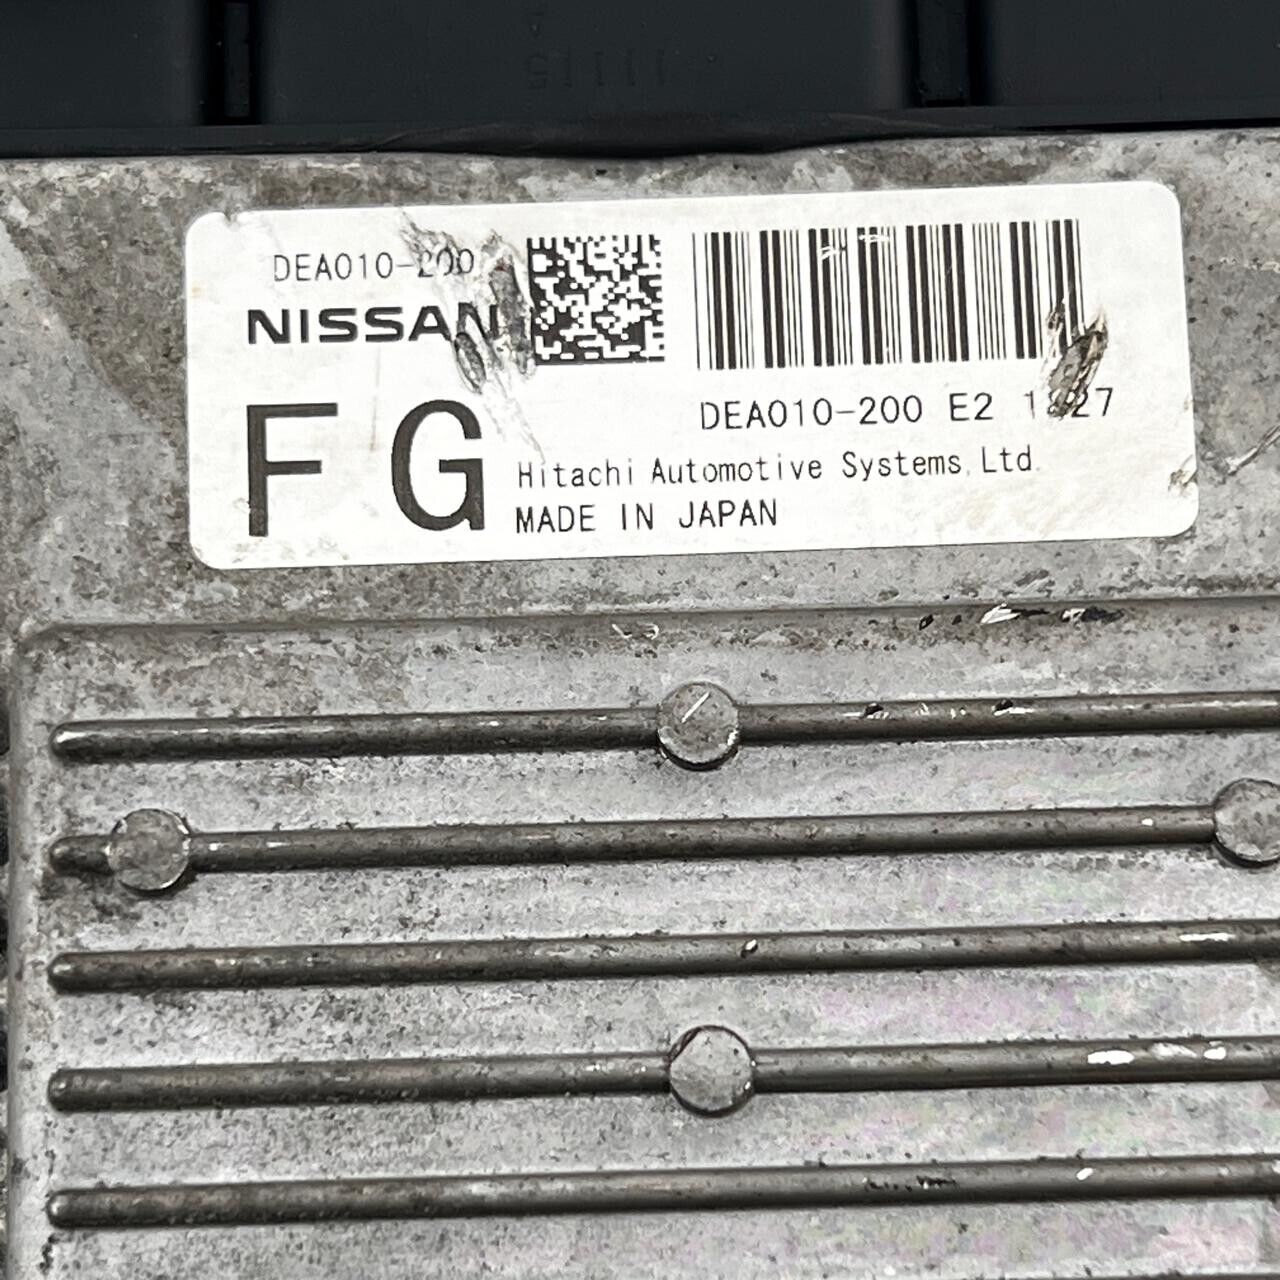 DEA010-200
NISSAN
F G
DEA010-200 E2
Hitachi Automotive Systems, Ltd.
MADE IN JAPAN